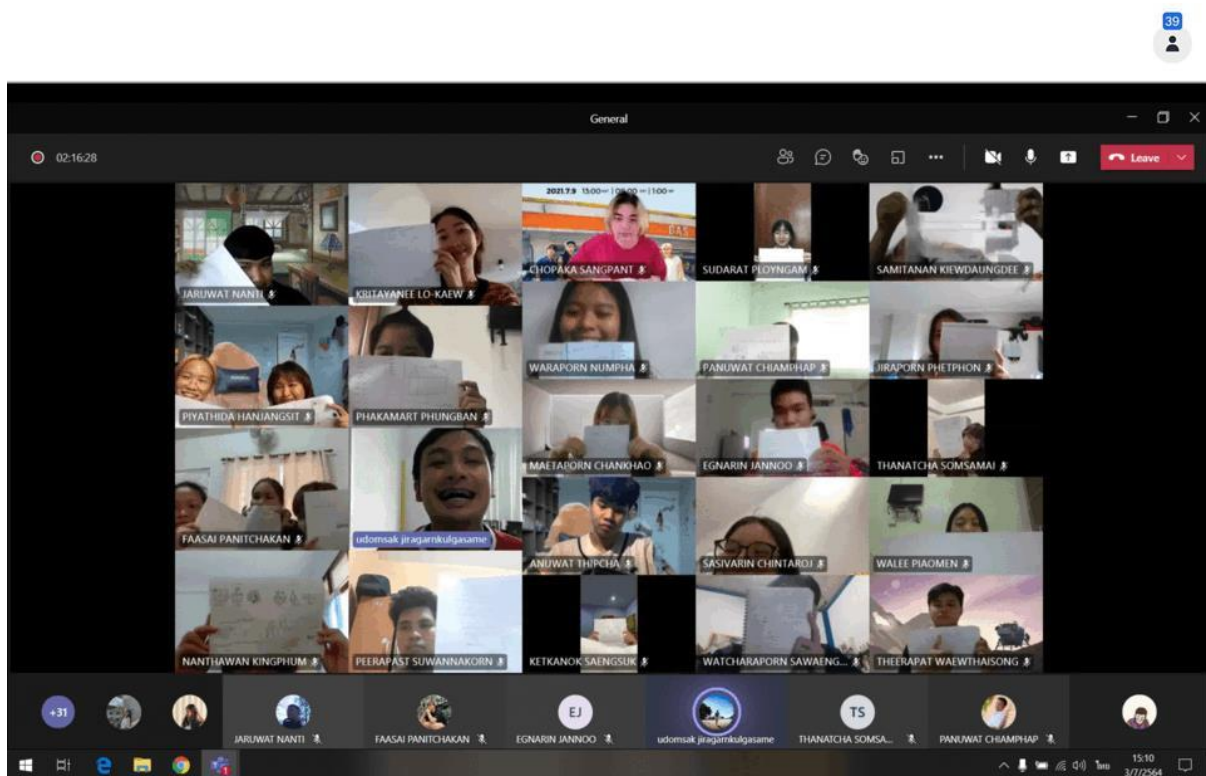 39
General
02:16:28
Leave
2021.7.9
JARUWAT NANTI
KRITAYANEE LO-KAEW
CHOPAKA SANGPANT
SUDARAT PLOYNGAM
SAMITANAN KIEWDAUNGDEE
PIYATHIDA HANJANGSIT
PHAKAMART PHUNGBAN
WARAPORN NUMPHA
PANUWAT CHIAMPHAP
JIRAPORN PHETPHON
MAETAPORN CHANKHAO
EGNARIN JANNOO
THANATCHA SOMSAMAI
FAASAI PANITCHAKAN
udomsak jiragarnkulgasame
ANUWAT THIPCHA
SASIVARIN CHINTAROJ
WALEE PIAOMEN
NANTHAWAN KINGPHUM
PEERAPAST SUWANNAKORN
KETKANOK SAENGSUK
WATCHARAPORN SAWAENG...
THEERAPAT WAEWTHAISONG
+31
JARUWAT NANTI
FAASAI PANITCHAKAN
EJ
EGNARIN JANNOO
udomsak jiragarnkulgasame
TS
THANATCHA SOMSA...
PANUWAT CHIAMPHAP
ไทย
15:10
3/7/2564